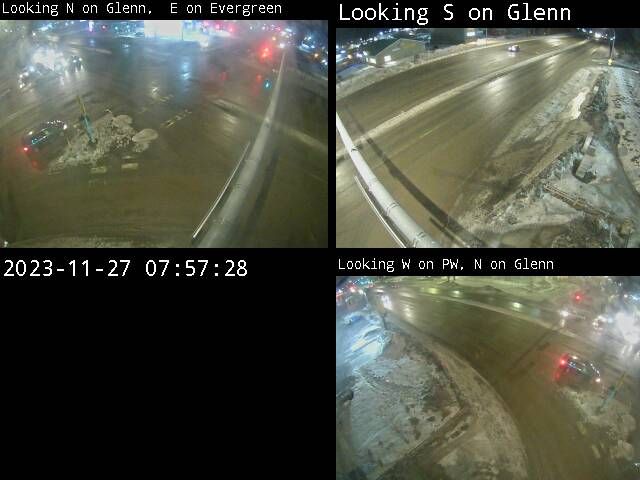 Looking N on Glenn,  E on Evergreen
Looking S on Glenn
2023-11-27 07:57:28
Looking W on PW, N on Glenn